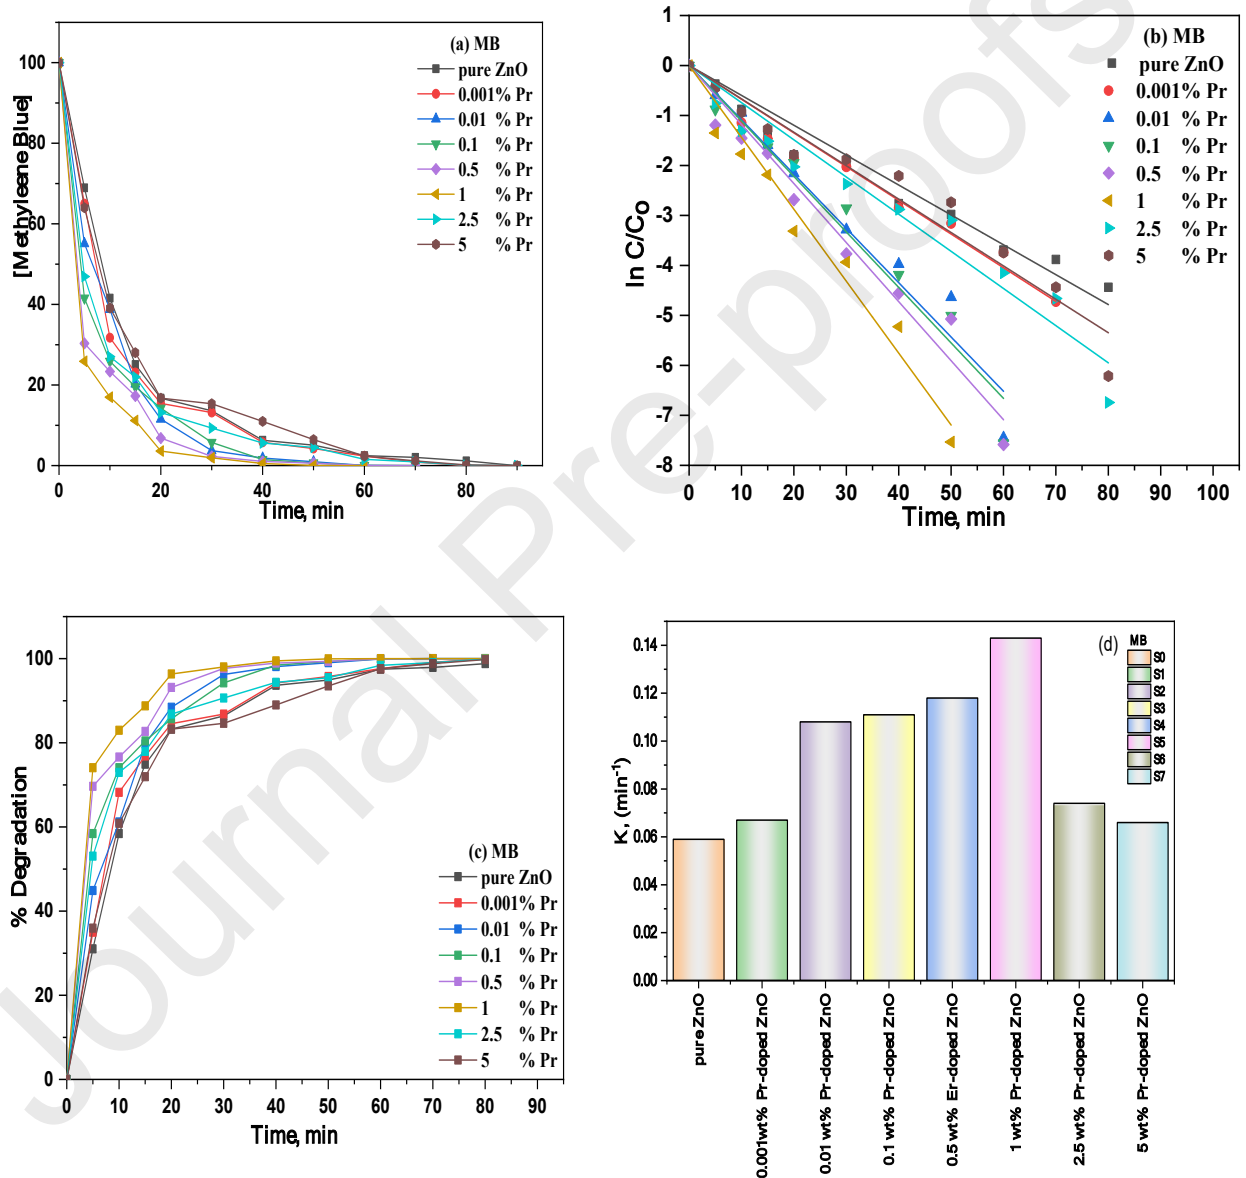 (a) MB
pure ZnO
0.001% Pr
0.01 % Pr
0.1 % Pr
0.5 % Pr
1 % Pr
2.5 % Pr
5 % Pr
[Methyleene Blue]
100
80
60
40
20
0
0 20 40 60 80
Time, min
(b) MB
pure ZnO
0.001% Pr
0.01 % Pr
0.1 % Pr
0.5 % Pr
1 % Pr
2.5 % Pr
5 % Pr
ln C/Co
1
0
-1
-2
-3
-4
-5
-6
-7
-8
0 10 20 30 40 50 60 70 80 90 100
Time, min
(c) MB
pure ZnO
0.001% Pr
0.01 % Pr
0.1 % Pr
0.5 % Pr
1 % Pr
2.5 % Pr
5 % Pr
% Degradation
100
80
60
40
20
0
0 10 20 30 40 50 60 70 80 90
Time, min
(d) MB
S0
S1
S2
S3
S4
S5
S6
S7
K, (min⁻¹)
0.14
0.12
0.10
0.08
0.06
0.04
0.02
0.00
pure ZnO
0.001wt% Pr-doped ZnO
0.01 wt% Pr-doped ZnO
0.1 wt% Pr-doped ZnO
0.5 wt% Er-doped ZnO
1 wt% Pr-doped ZnO
2.5 wt% Pr-doped ZnO
5 wt% Pr-doped ZnO
Journal Pre-proofs